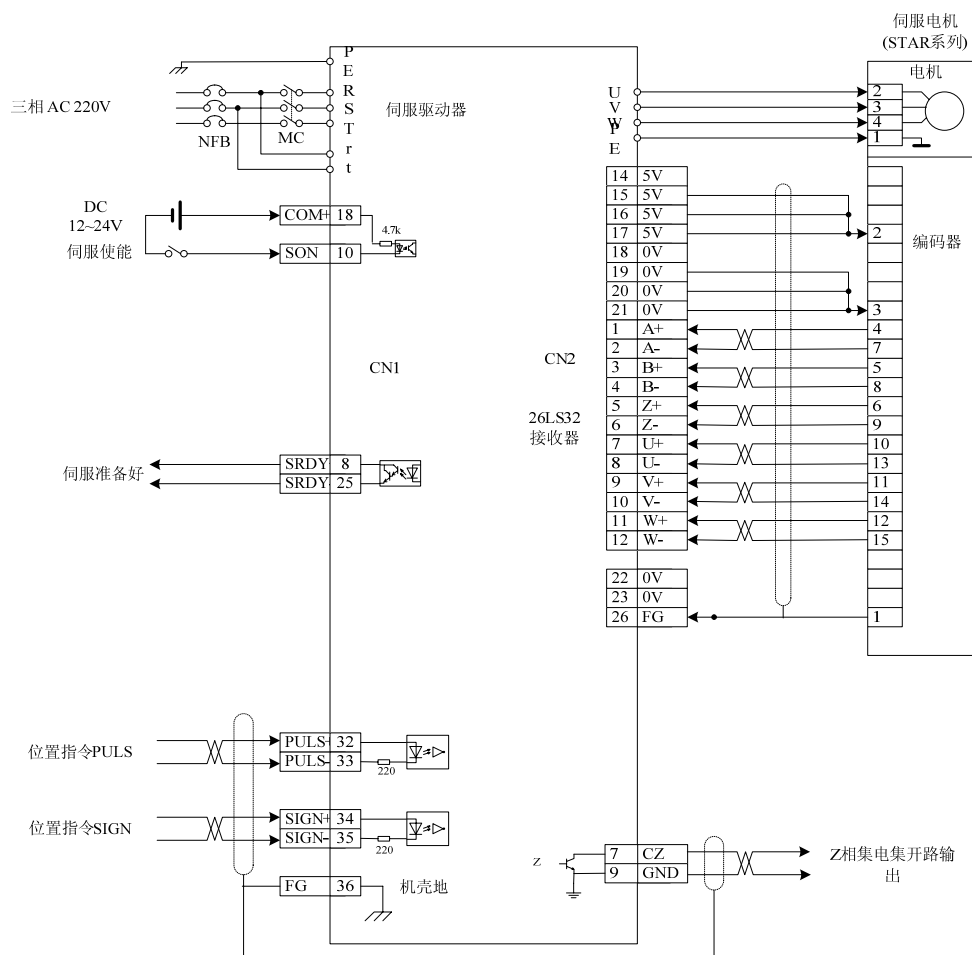 伺服电机
(STAR系列)
电机
P
E
R
S
T
r
t
三相 AC 220V
NFB
MC
伺服驱动器
U
V
W
PE
2
3
4
1
DC
12~24V
伺服使能
COM+ 18
SON 10
4.7k
14 5V
15 5V
16 5V
17 5V
18 0V
19 0V
20 0V
21 0V
1 A+
2 A-
3 B+
4 B-
5 Z+
6 Z-
7 U+
8 U-
9 V+
10 V-
11 W+
12 W-
22 0V
23 0V
26 FG
2
3
4
7
5
8
6
9
10
13
11
14
12
15
1
编码器
CN1
CN2
26LS32
接收器
伺服准备好
SRDY 8
SRDY 25
位置指令PULS
PULS+ 32
PULS- 33
220
位置指令SIGN
SIGN+ 34
SIGN- 35
220
FG 36
机壳地
Z
7 CZ
9 GND
Z相集电集开路输
出